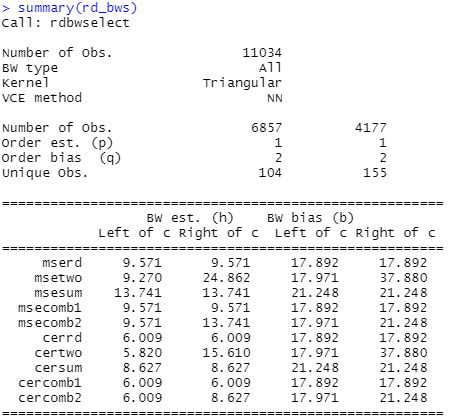 > summary(rd_bws)
Call: rdbwselect

Number of Obs.                11034
BW type                         All
Kernel                   Triangular
VCE method                       NN

Number of Obs.                 6857         4177
Order est. (p)                    1            1
Order bias  (q)                   2            2
Unique Obs.                     104          155

=======================================================
                  BW est. (h)    BW bias (b)
            Left of c Right of c  Left of c Right of c
=======================================================
     mserd      9.571      9.571     17.892     17.892
    msetwo      9.270     24.862     17.971     37.880
    msesum     13.741     13.741     21.248     21.248
  msecomb1      9.571      9.571     17.892     17.892
  msecomb2      9.571     13.741     17.971     21.248
     cerrd      6.009      6.009     17.892     17.892
    certwo      5.820     15.610     17.971     37.880
    cersum      8.627      8.627     21.248     21.248
  cercomb1      6.009      6.009     17.892     17.892
  cercomb2      6.009      8.627     17.971     21.248
=======================================================